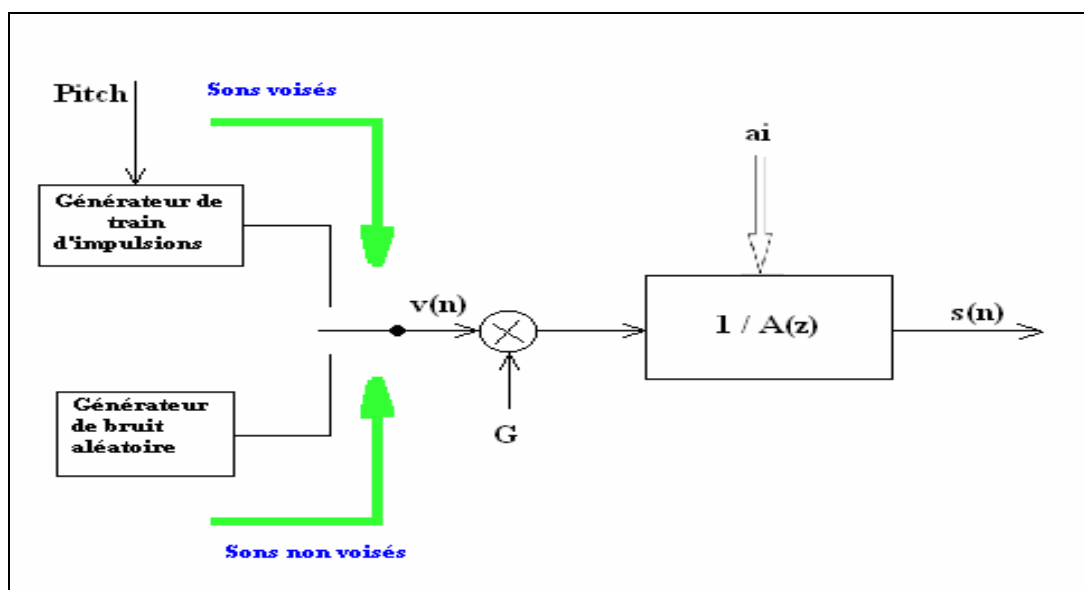 Pitch
Sons voisés
Générateur de
train
d'impulsions
ai
v(n)
1 / A(z)
s(n)
Générateur
de bruit
aléatoire
G
Sons non voisés